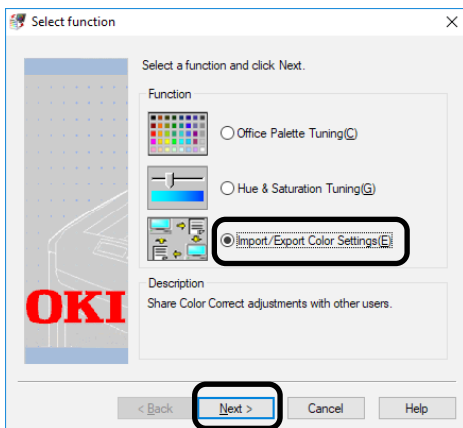 Select function
Select a function and click Next.
Function
Office Palette Tuning(C)
Hue & Saturation Tuning(G)
Import/Export Color Settings(E)
Description
Share Color Correct adjustments with other users.
OKI
< Back Next > Cancel Help